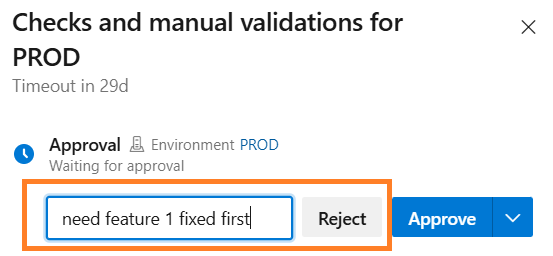 Checks and manual validations for
PROD
Timeout in 29d
Approval Environment PROD
Waiting for approval
need feature 1 fixed first Reject Approve